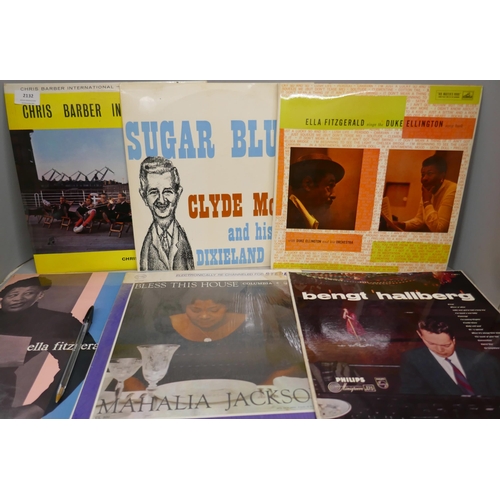 CHRIS BARBER INTERNATIONAL
2132
CHRIS BARBER IN
CHRIS
SUGAR BLU
CLYDE Mc
and his
DIXIELAND
ELLA FITZGERALD sings the DUKE ELLINGTON song book
ella fitzgera
BLESS THIS HOUSE
MAHALIA JACKSO
bengt hallberg
PHILIPS